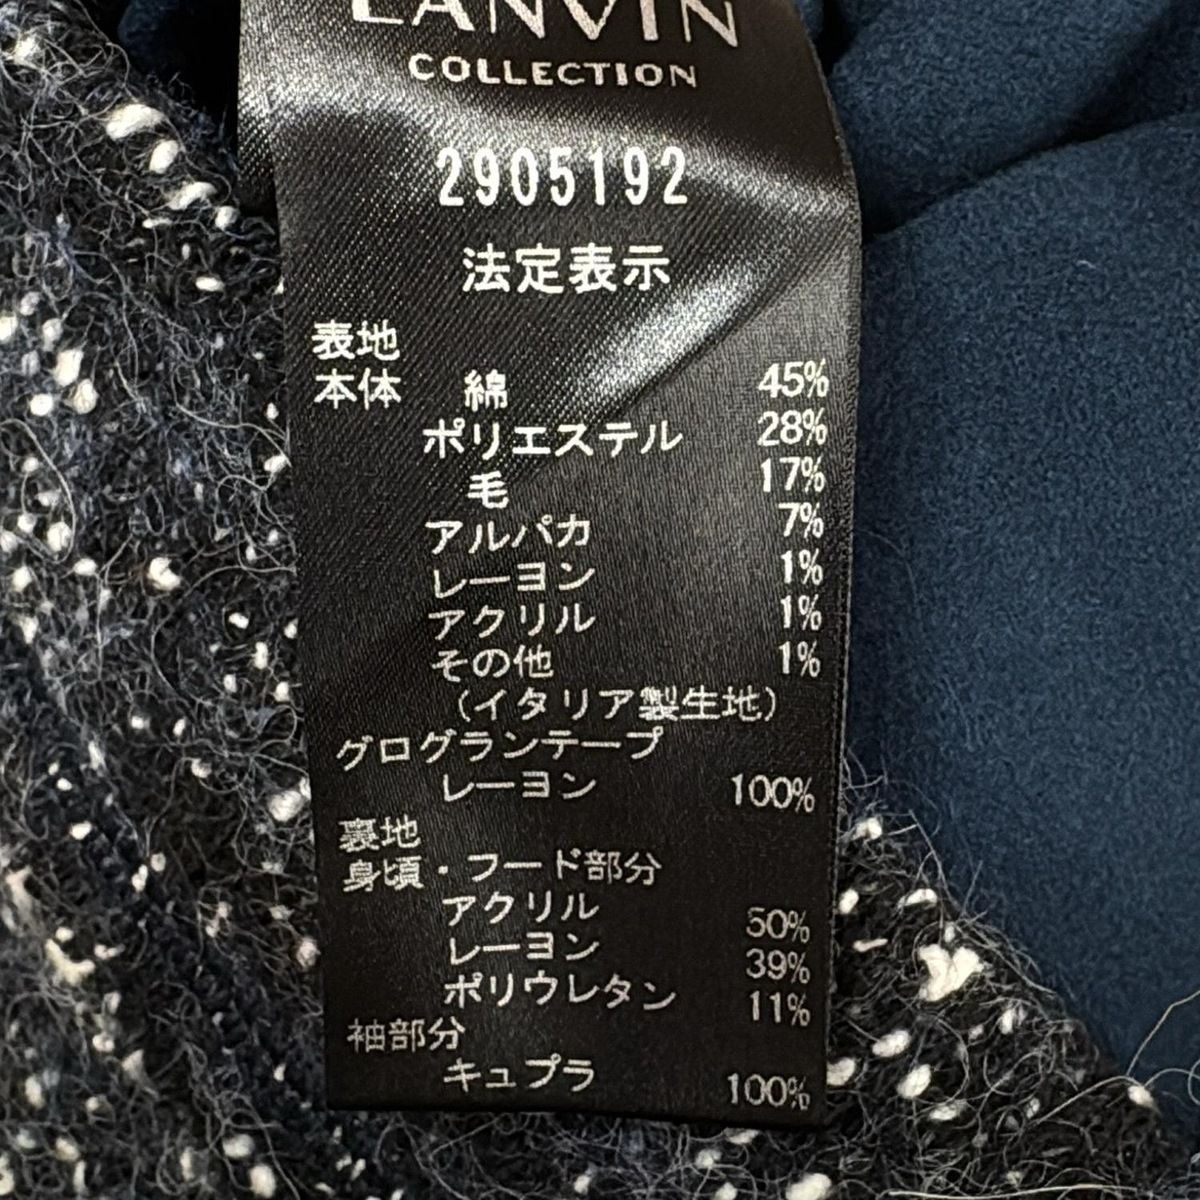 LANVIN
COLLECTION
2905192
法定表示
表地
本体 綿 45%
ポリエステル 28%
毛 17%
アルパカ 7%
レーヨン 1%
アクリル 1%
その他 1%
(イタリア製生地)
グログランテープ
レーヨン 100%
裏地
身頃・フード部分
アクリル 50%
レーヨン 39%
ポリウレタン 11%
袖部分
キュプラ 100%